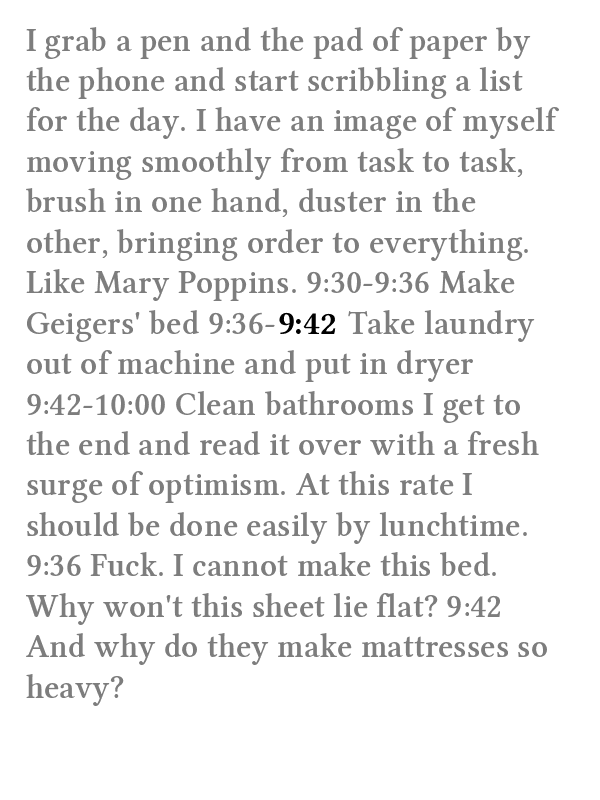 I grab a pen and the pad of paper by
the phone and start scribbling a list
for the day. I have an image of myself
moving smoothly from task to task,
brush in one hand, duster in the
other, bringing order to everything.
Like Mary Poppins. 9:30-9:36 Make
Geigers' bed 9:36-9:42 Take laundry
out of machine and put in dryer
9:42-10:00 Clean bathrooms I get to
the end and read it over with a fresh
surge of optimism. At this rate I
should be done easily by lunchtime.
9:36 Fuck. I cannot make this bed.
Why won't this sheet lie flat? 9:42
And why do they make mattresses so
heavy?